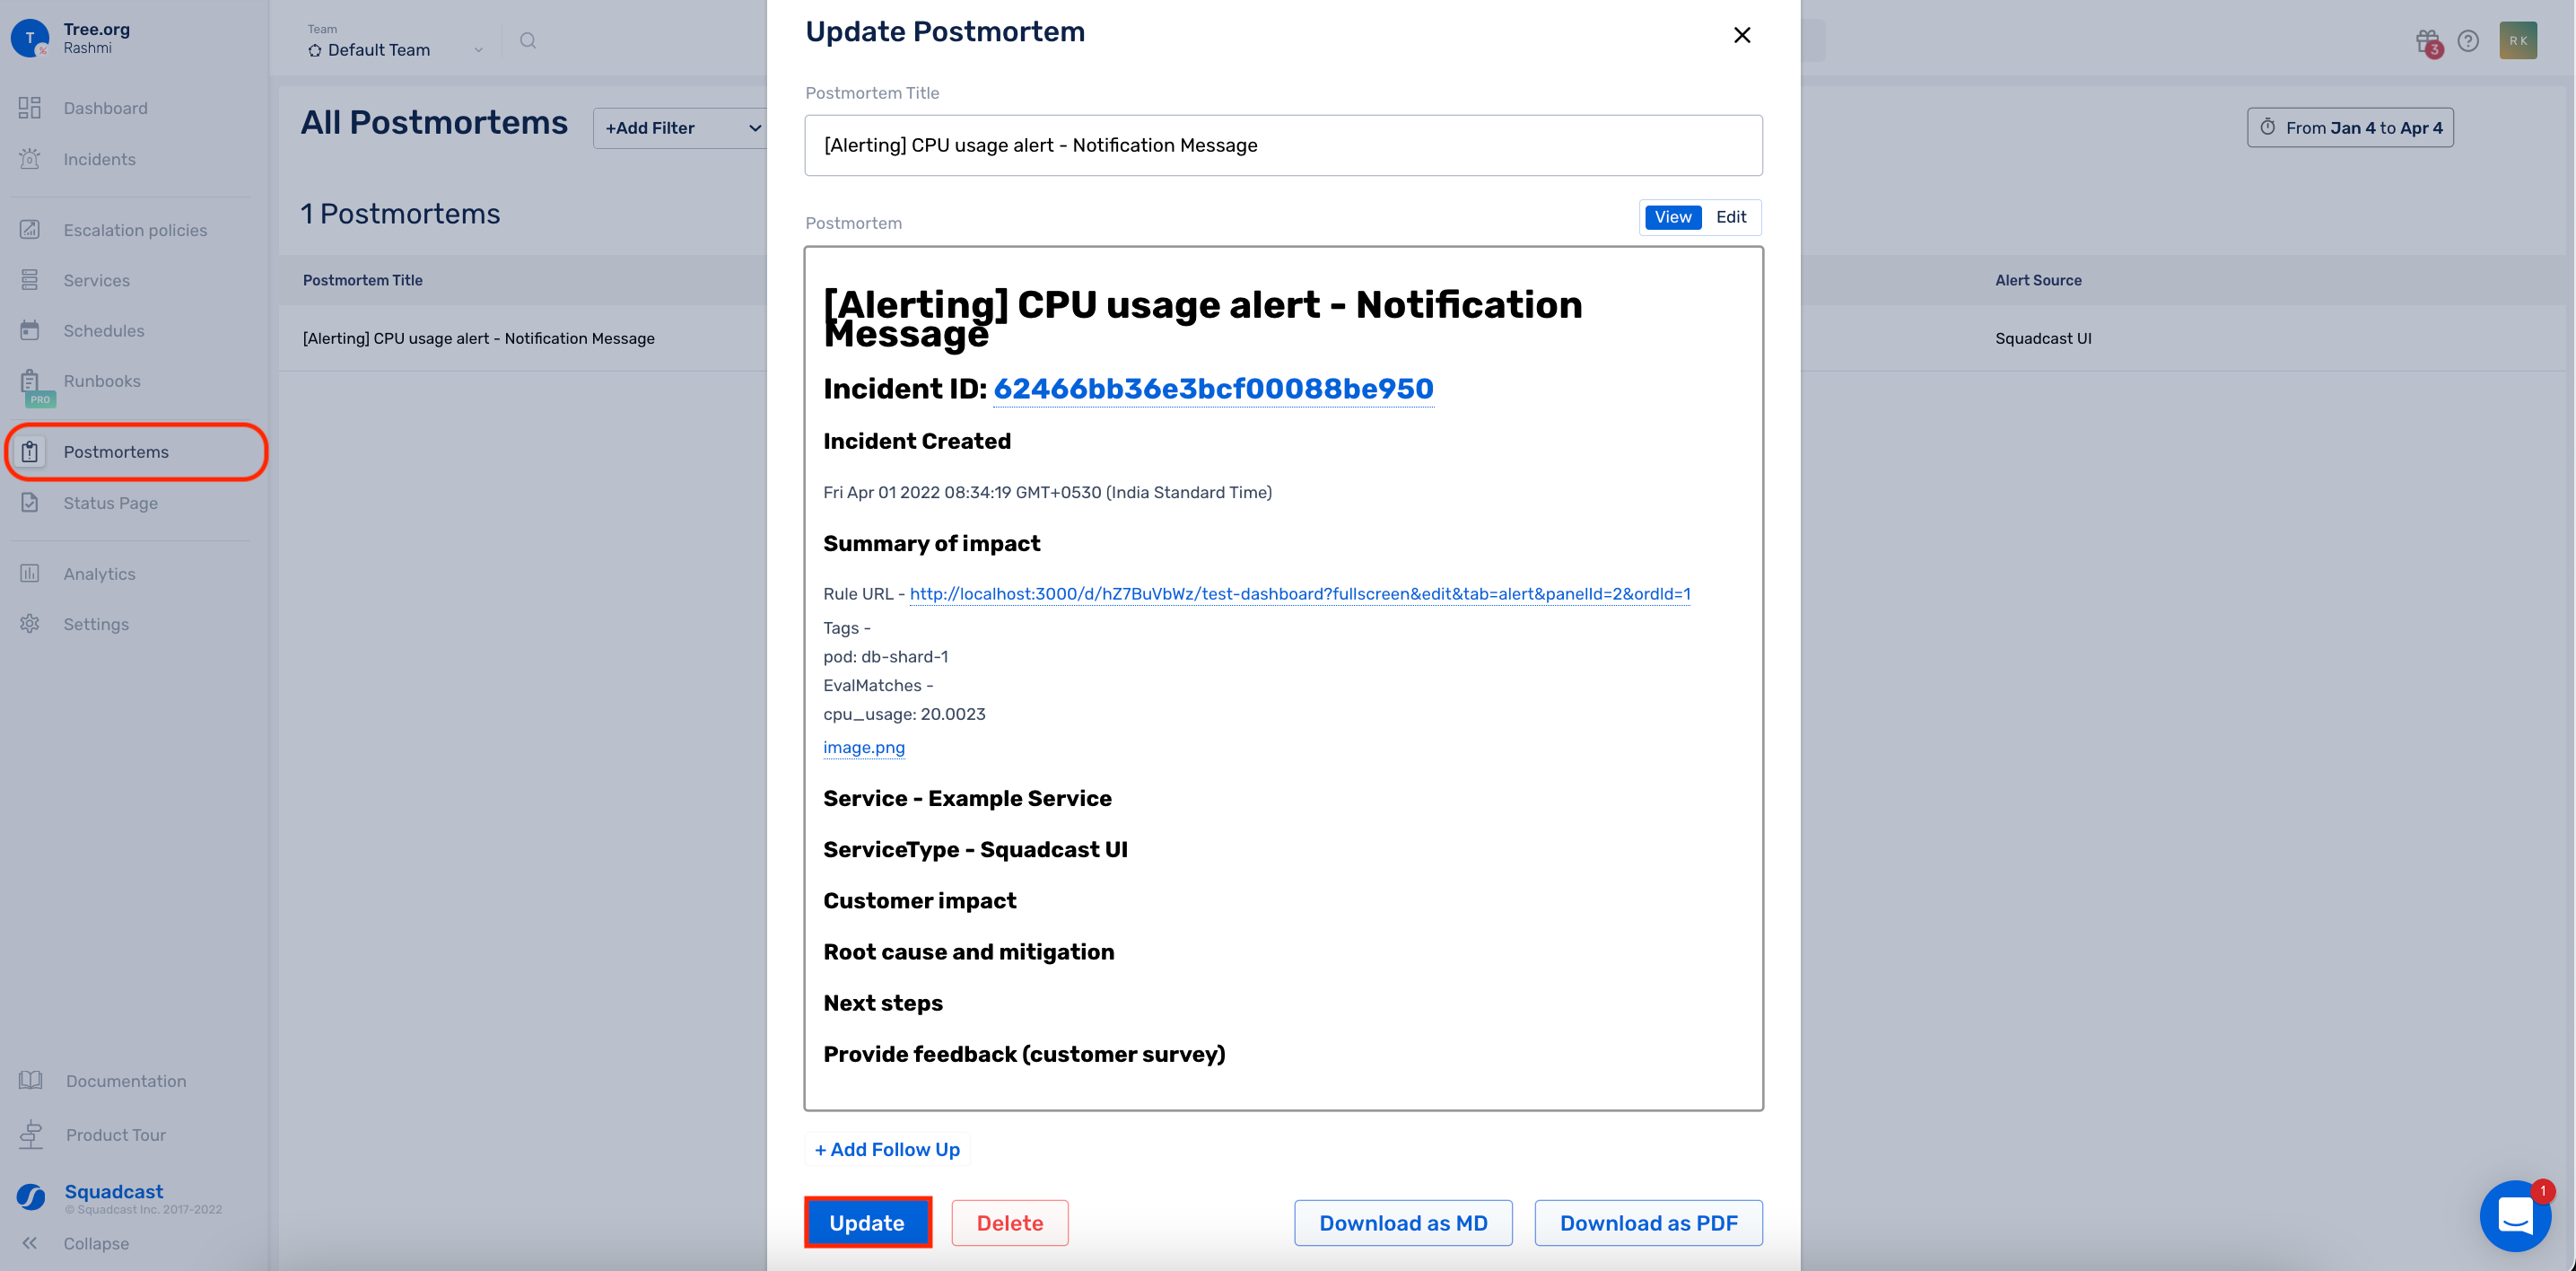 T
%
Tree.org
Rashmi
Dashboard
Incidents
Escalation policies
Services
Schedules
Runbooks
PRO
Postmortems
Status Page
Analytics
Settings
Documentation
Product Tour
Squadcast
© Squadcast Inc. 2017-2022
Collapse
Team
Default Team
3
R K
All Postmortems
+Add Filter
From Jan 4 to Apr 4
1 Postmortems
Postmortem Title
Alert Source
[Alerting] CPU usage alert - Notification Message
Squadcast UI
Update Postmortem
Postmortem Title
[Alerting] CPU usage alert - Notification Message
Postmortem
View
Edit
[Alerting] CPU usage alert - Notification
Message
Incident ID: 62466bb36e3bcf00088be950
Incident Created
Fri Apr 01 2022 08:34:19 GMT+0530 (India Standard Time)
Summary of impact
Rule URL - http://localhost:3000/d/hZ7BuVbWz/test-dashboard?fullscreen&edit&tab=alert&panelId=2&ordId=1
Tags -
pod: db-shard-1
EvalMatches -
cpu_usage: 20.0023
image.png
Service - Example Service
ServiceType - Squadcast UI
Customer impact
Root cause and mitigation
Next steps
Provide feedback (customer survey)
+ Add Follow Up
Update
Delete
Download as MD
Download as PDF
1